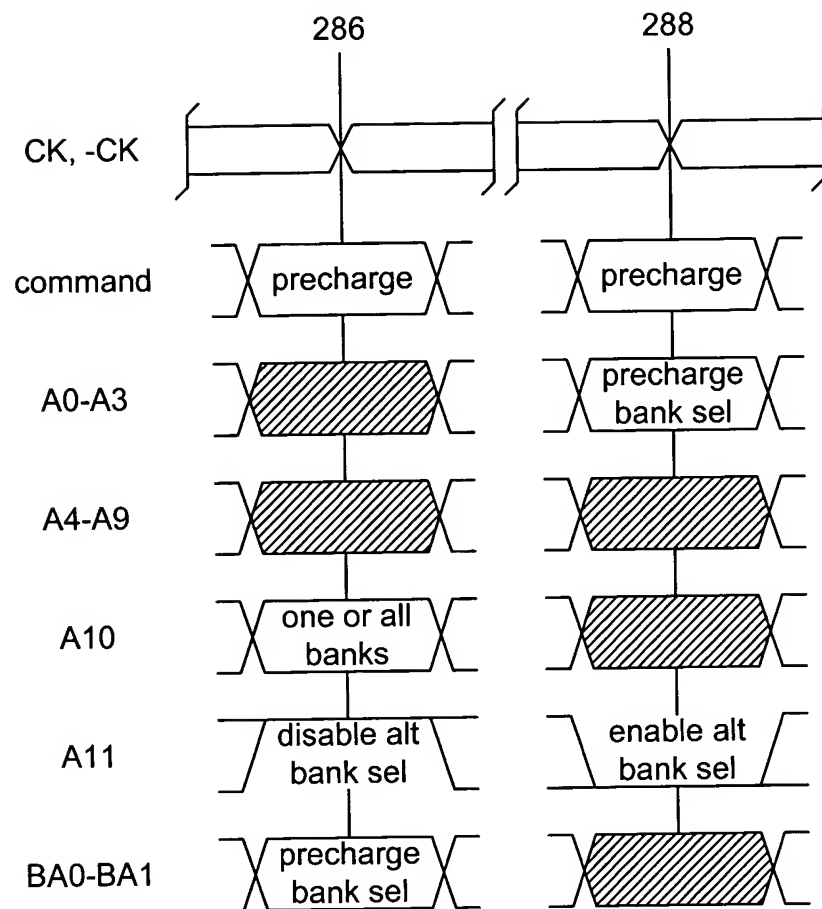 286 288
CK, -CK
command precharge precharge
A0-A3 precharge
bank sel
A4-A9
A10 one or all
banks
A11 disable alt enable alt
bank sel bank sel
BA0-BA1 precharge
bank sel